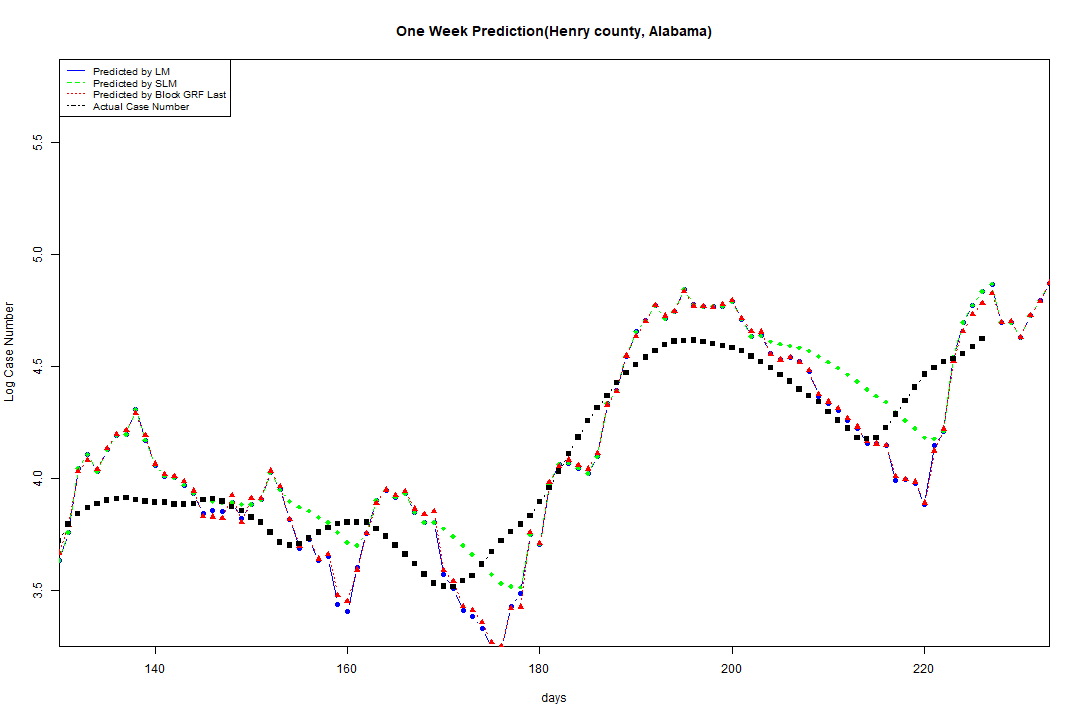 One Week Prediction(Henry county, Alabama)
Predicted by LM
Predicted by SLM
Predicted by Block GRF Last
Actual Case Number
5.5
5.0
4.5
4.0
3.5
Log Case Number
140 160 180 200 220
days